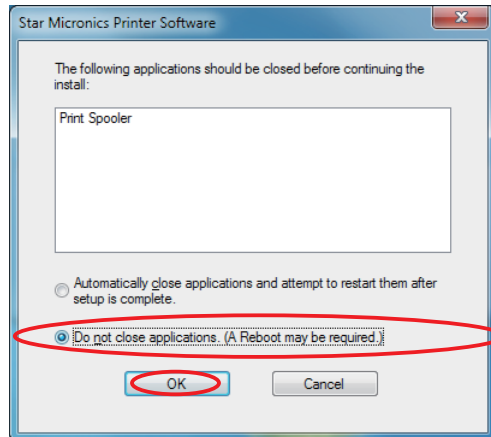 Star Micronics Printer Software
The following applications should be closed before continuing the
install:
Print Spooler
Automatically close applications and attempt to restart them after
setup is complete.
Do not close applications. (A Reboot may be required.)
OK
Cancel